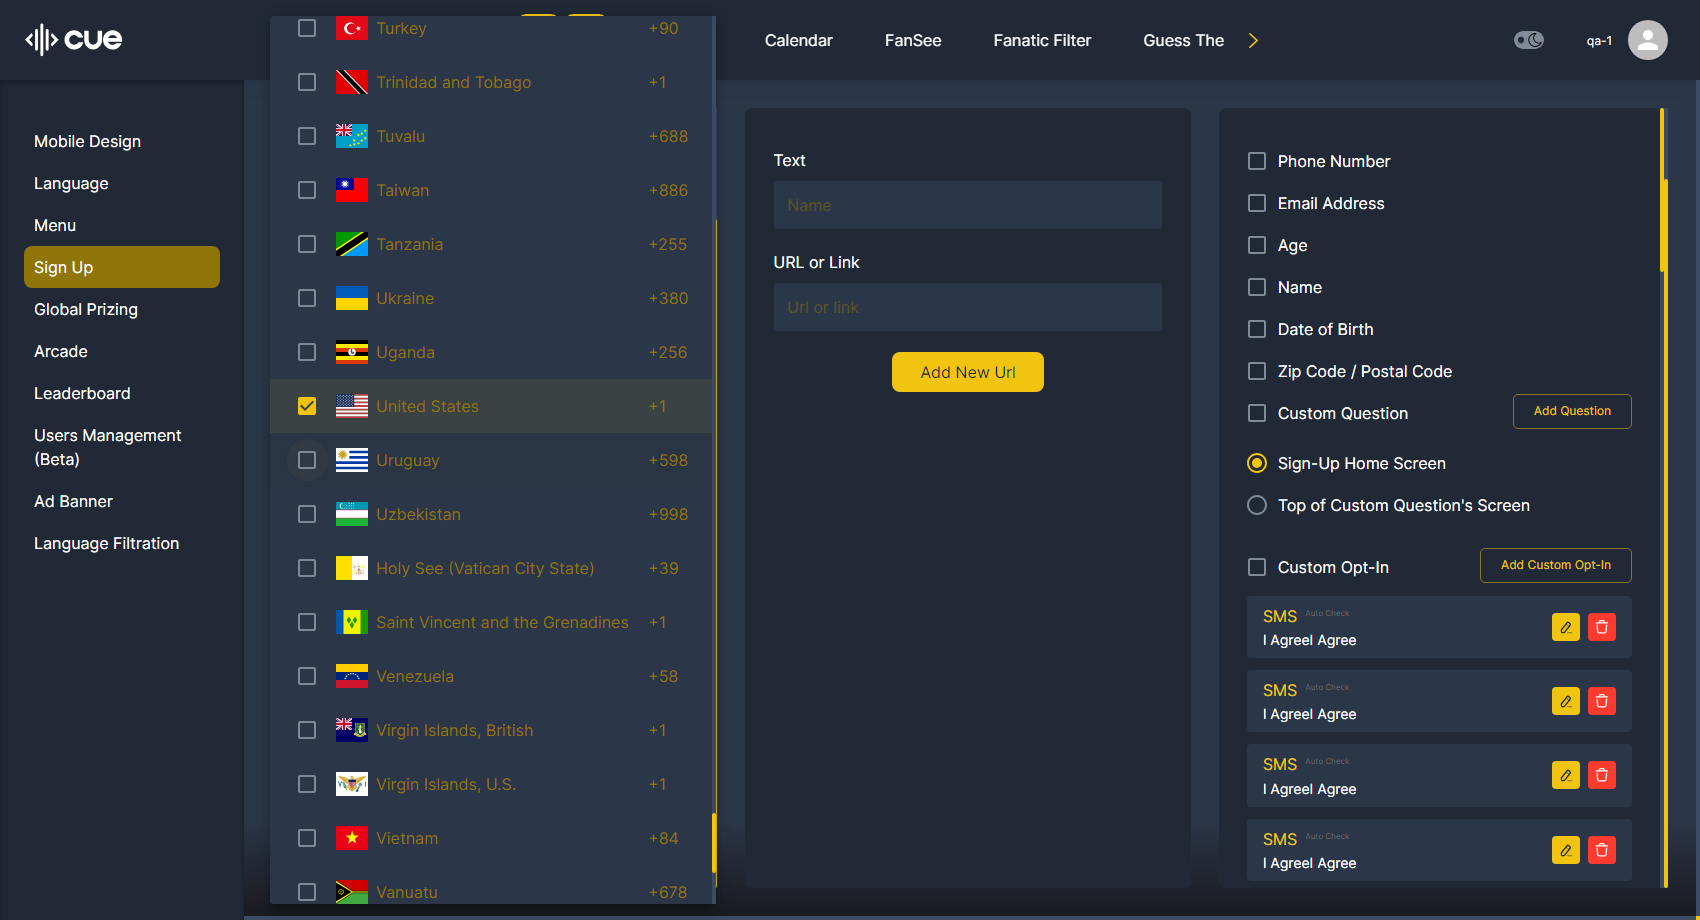 cue
Calendar
FanSee
Fanatic Filter
Guess The
qa-1
Mobile Design
Language
Menu
Sign Up
Global Prizing
Arcade
Leaderboard
Users Management
(Beta)
Ad Banner
Language Filtration
Turkey +90
Trinidad and Tobago +1
Tuvalu +688
Taiwan +886
Tanzania +255
Ukraine +380
Uganda +256
United States +1
Uruguay +598
Uzbekistan +998
Holy See (Vatican City State) +39
Saint Vincent and the Grenadines +1
Venezuela +58
Virgin Islands, British +1
Virgin Islands, U.S. +1
Vietnam +84
Vanuatu +678
Text
Name
URL or Link
Url or link
Add New Url
Phone Number
Email Address
Age
Name
Date of Birth
Zip Code / Postal Code
Custom Question
Add Question
Sign-Up Home Screen
Top of Custom Question's Screen
Custom Opt-In
Add Custom Opt-In
SMS Auto Check
I AgreeI Agree
SMS Auto Check
I AgreeI Agree
SMS Auto Check
I AgreeI Agree
SMS Auto Check
I AgreeI Agree